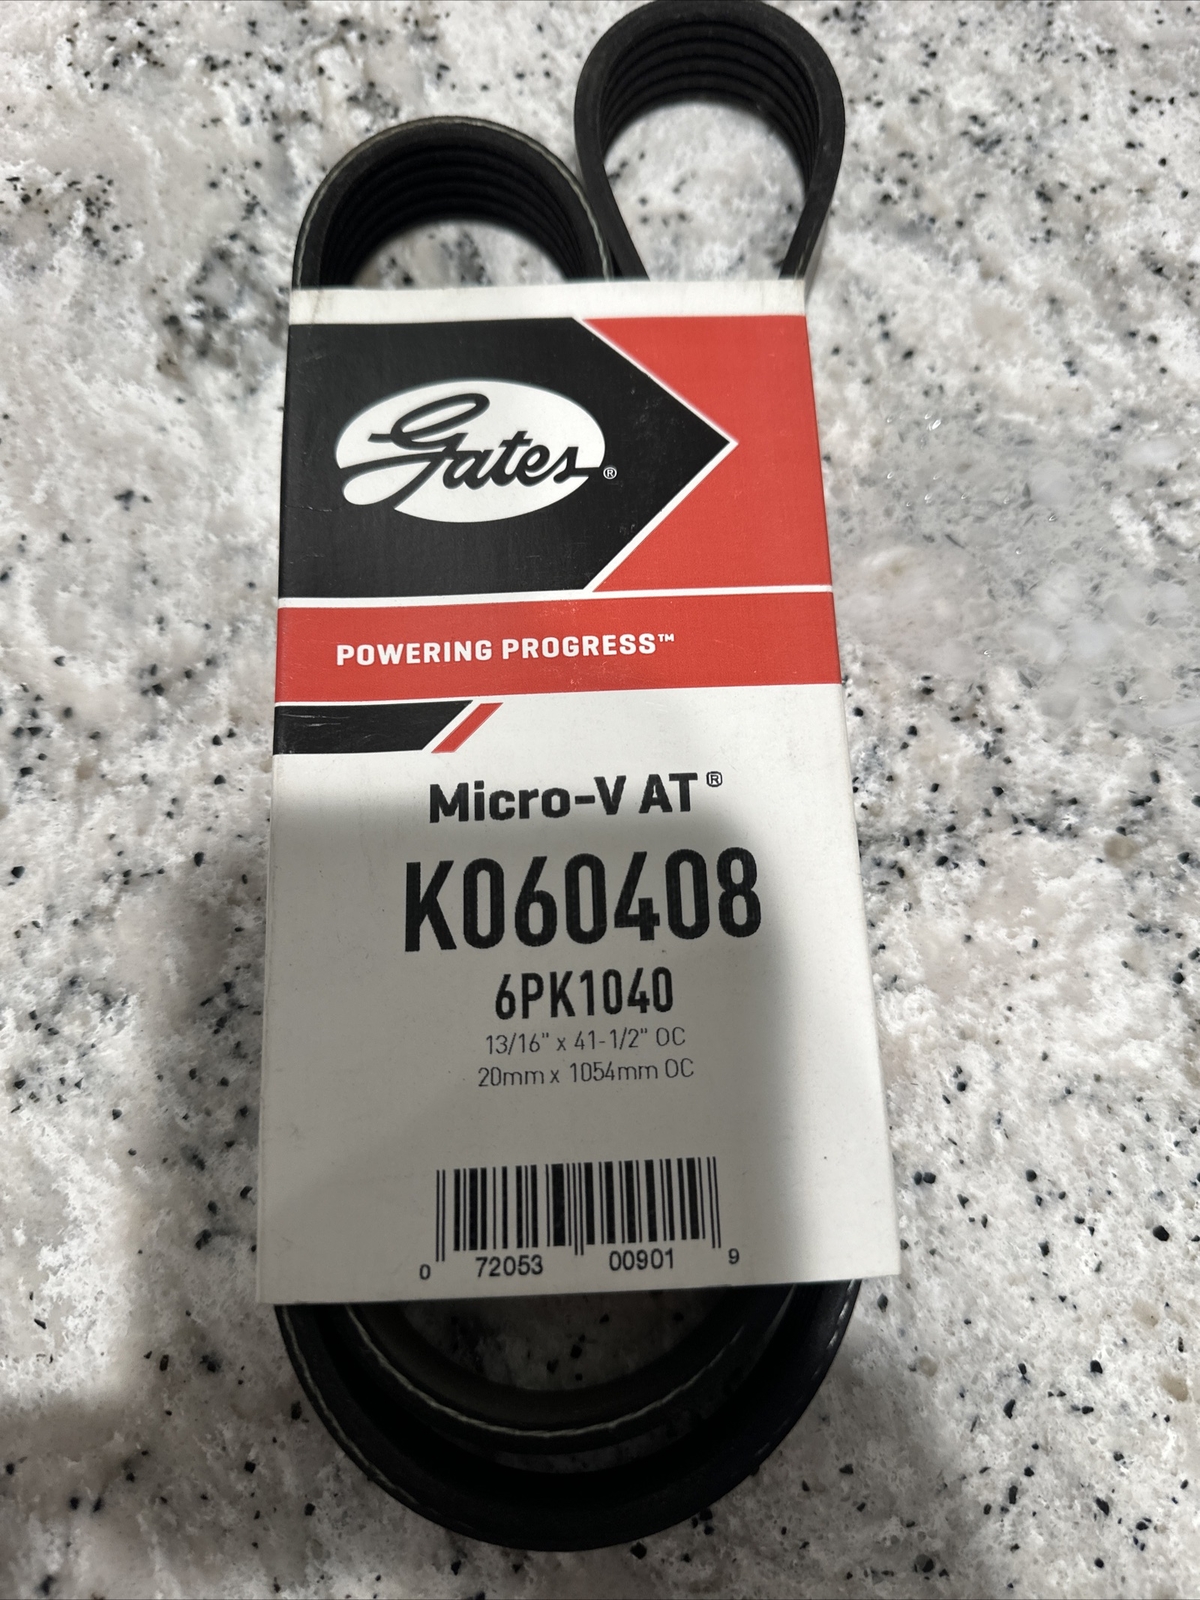 Gates®
POWERING PROGRESS™
Micro-V AT®
K060408
6PK1040
13/16" x 41-1/2" OC
20mm x 1054mm OC
0 72053 00901 9